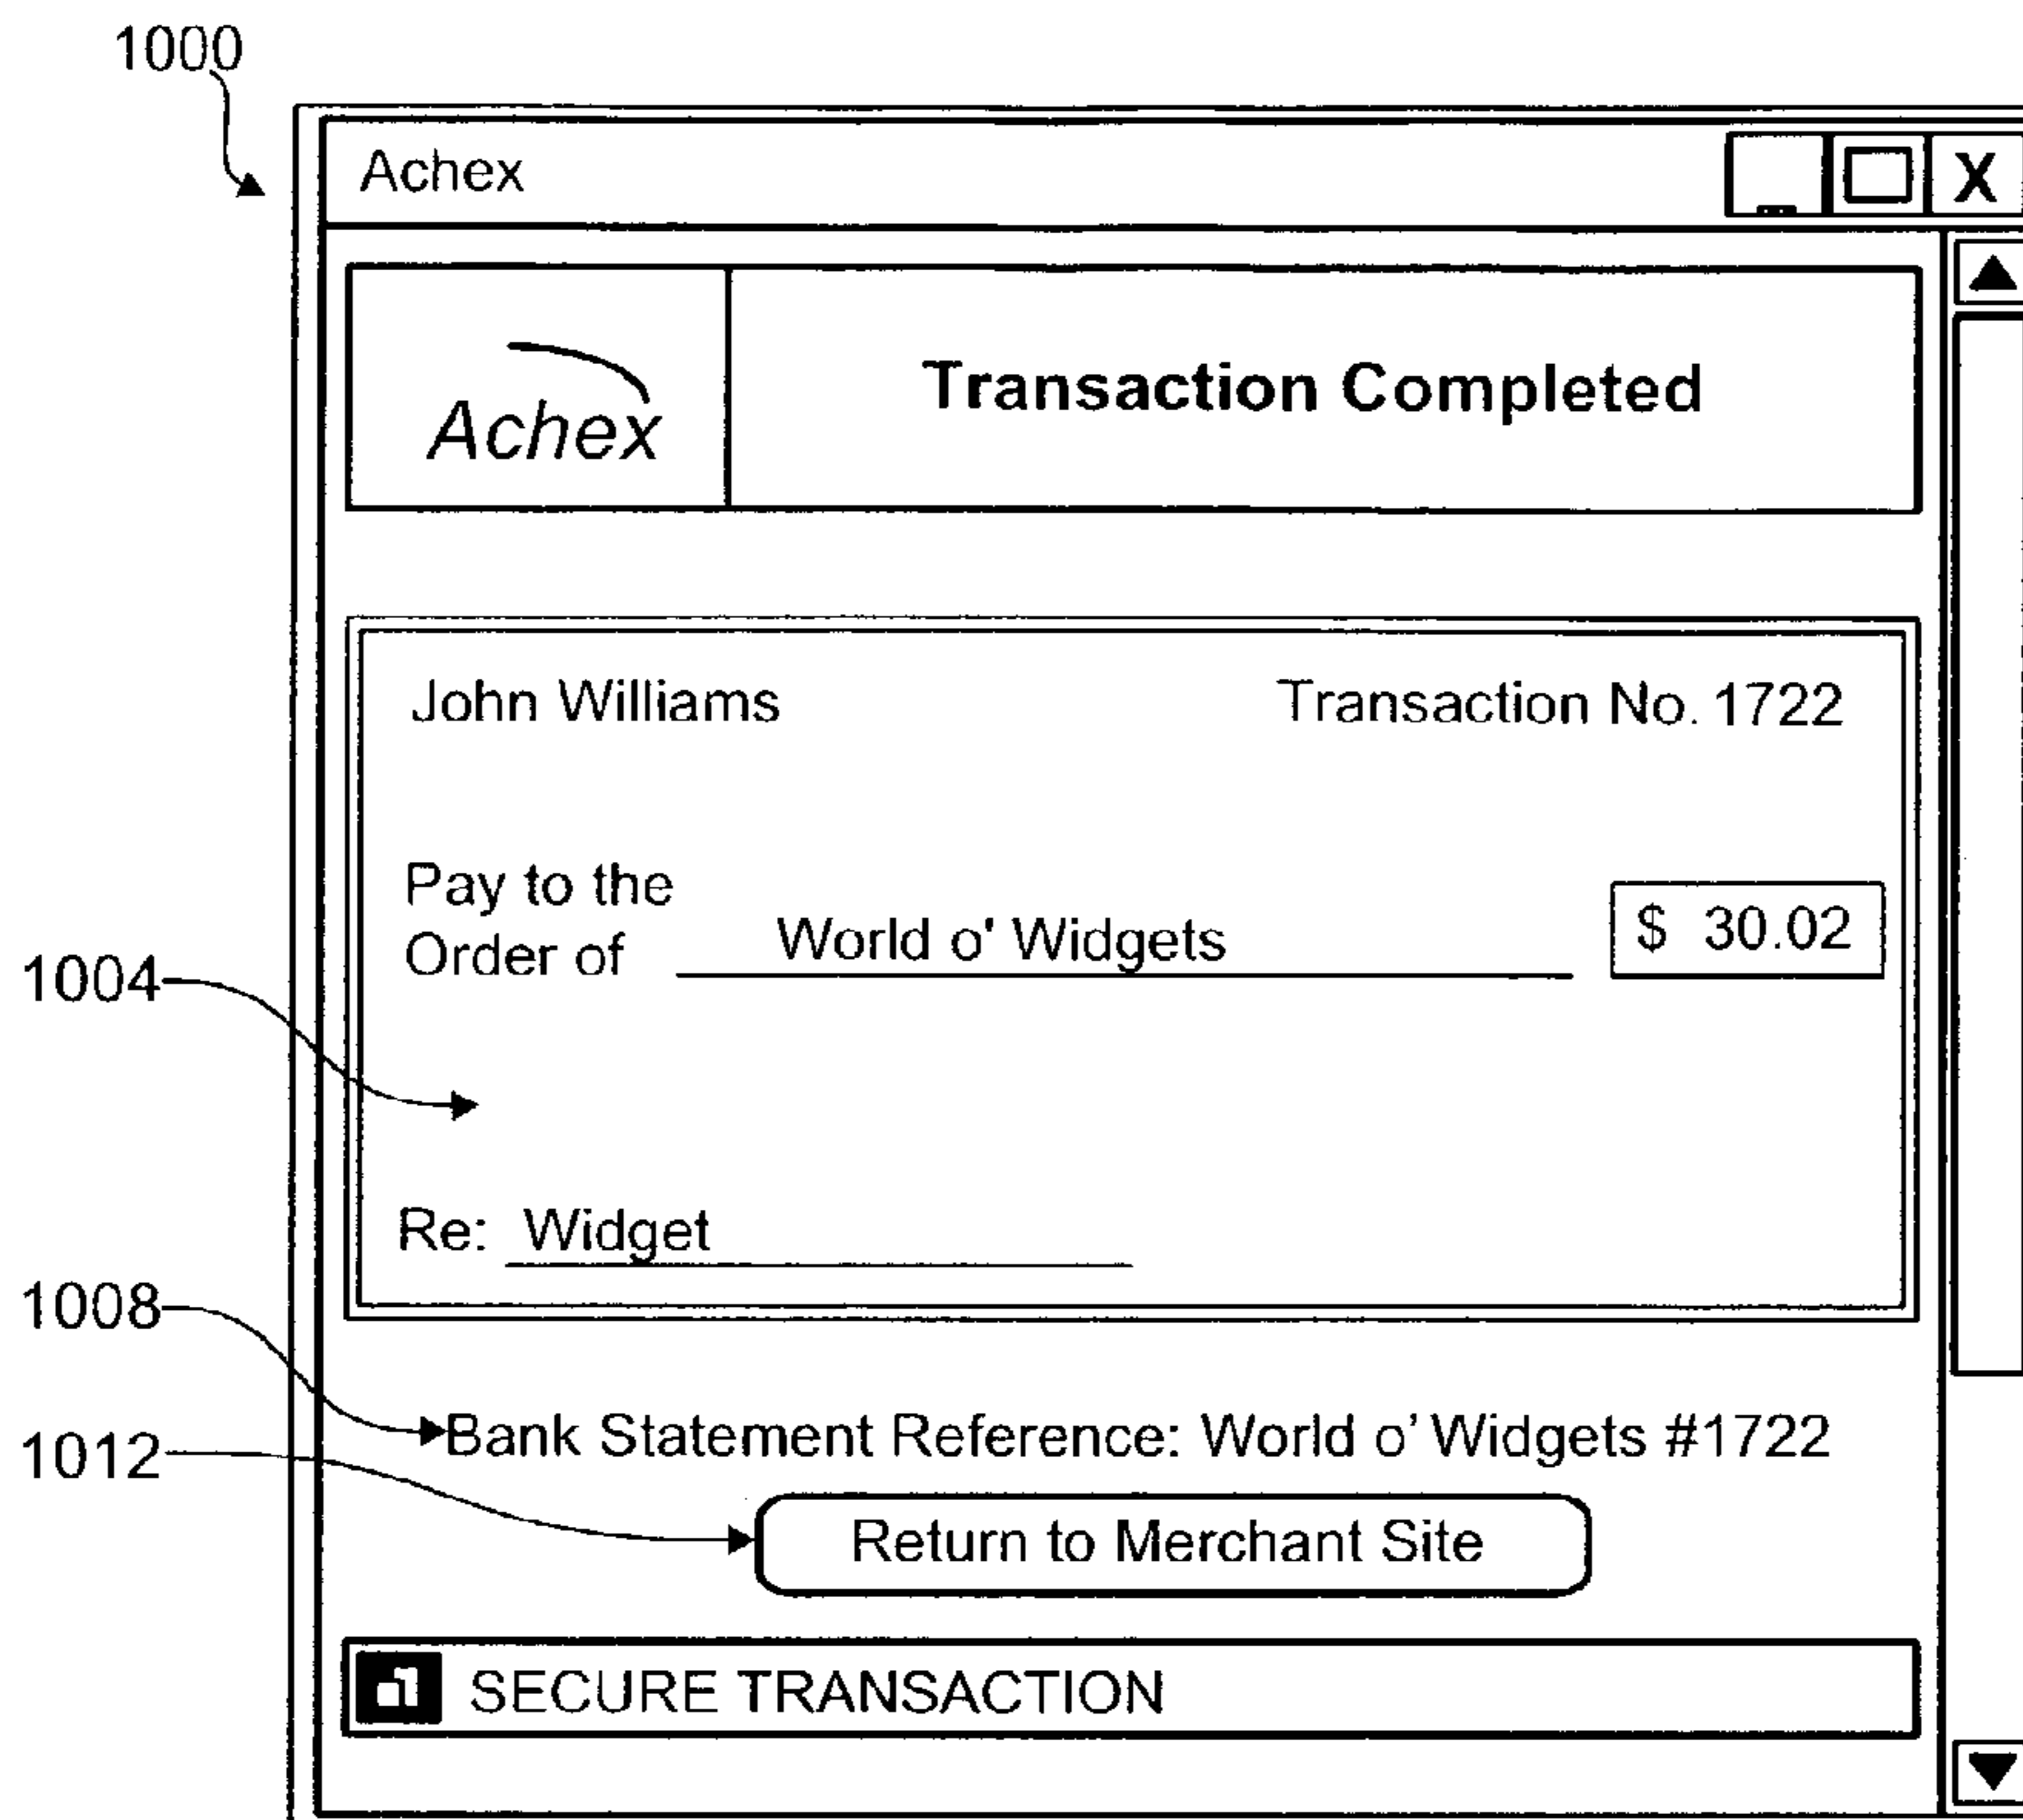 1000
Achex
X
Achex
Transaction Completed
John Williams
Transaction No. 1722
Pay to the
Order of
World o' Widgets
$ 30.02
1004
Re: Widget
1008
Bank Statement Reference: World o' Widgets #1722
1012
Return to Merchant Site
SECURE TRANSACTION